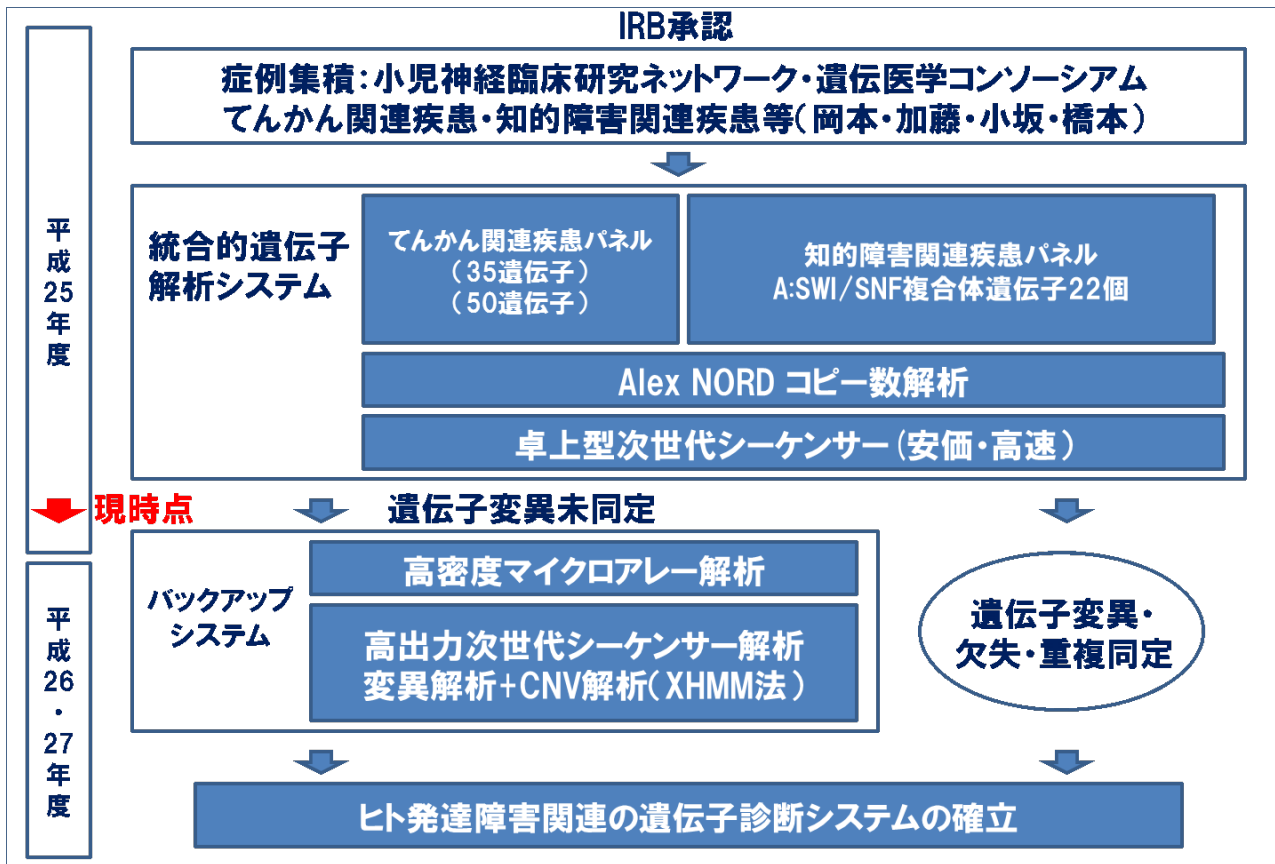 IRB承認
症例集積：小児神経臨床研究ネットワーク・遺伝医学コンソーシアム
てんかん関連疾患・知的障害関連疾患等（岡本・加藤・小坂・橋本）
平成25年度
統合的遺伝子
解析システム
てんかん関連疾患パネル
（35遺伝子）
（50遺伝子）
知的障害関連疾患パネル
A:SWI/SNF複合体遺伝子22個
Alex NORD コピー数解析
卓上型次世代シーケンサー（安価・高速）
現時点
遺伝子変異未同定
平成26・27年度
バックアップ
システム
高密度マイクロアレー解析
高出力次世代シーケンサー解析
変異解析+CNV解析（XHMM法）
遺伝子変異・
欠失・重複同定
ヒト発達障害関連の遺伝子診断システムの確立